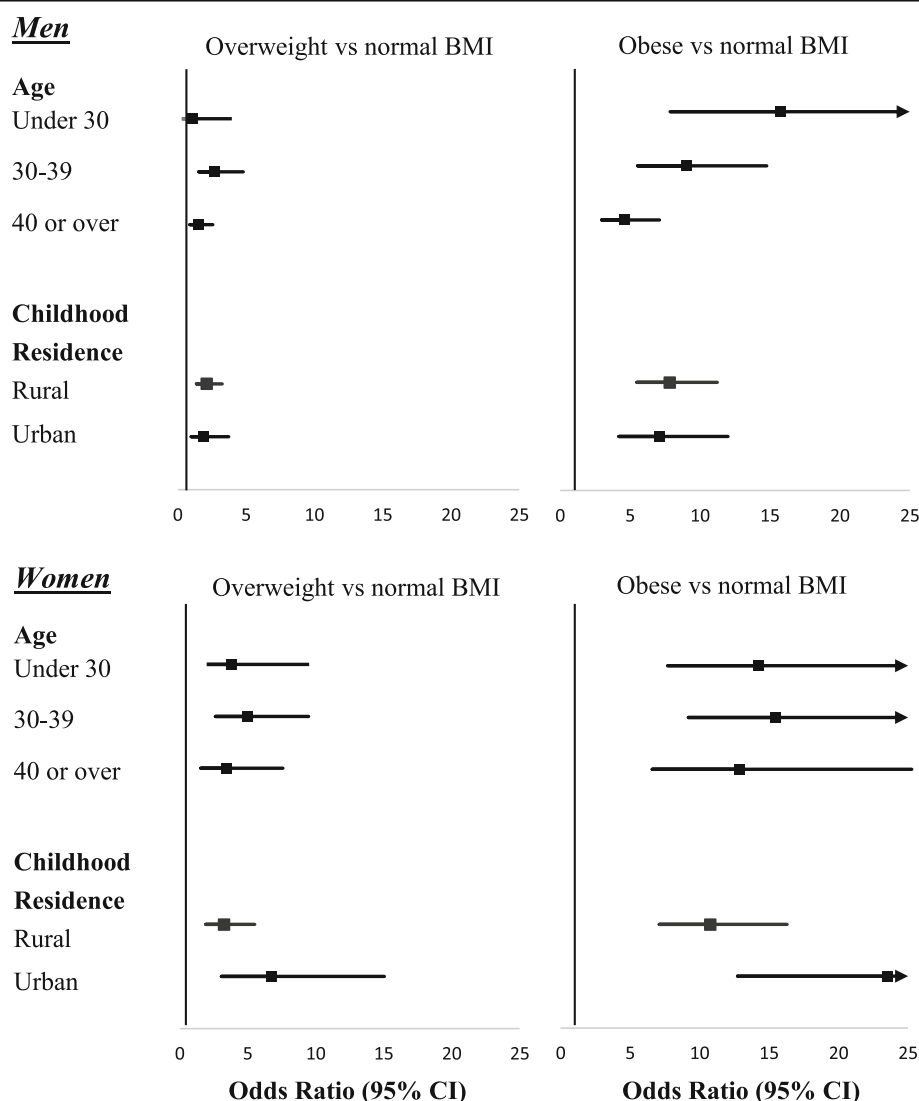 Men
Overweight vs normal BMI
Obese vs normal BMI
Age
Under 30
30-39
40 or over
Childhood
Residence
Rural
Urban
0 5 10 15 20 25
0 5 10 15 20 25
Women
Overweight vs normal BMI
Obese vs normal BMI
Age
Under 30
30-39
40 or over
Childhood
Residence
Rural
Urban
0 5 10 15 20 25
0 5 10 15 20 25
Odds Ratio (95% CI)
Odds Ratio (95% CI)